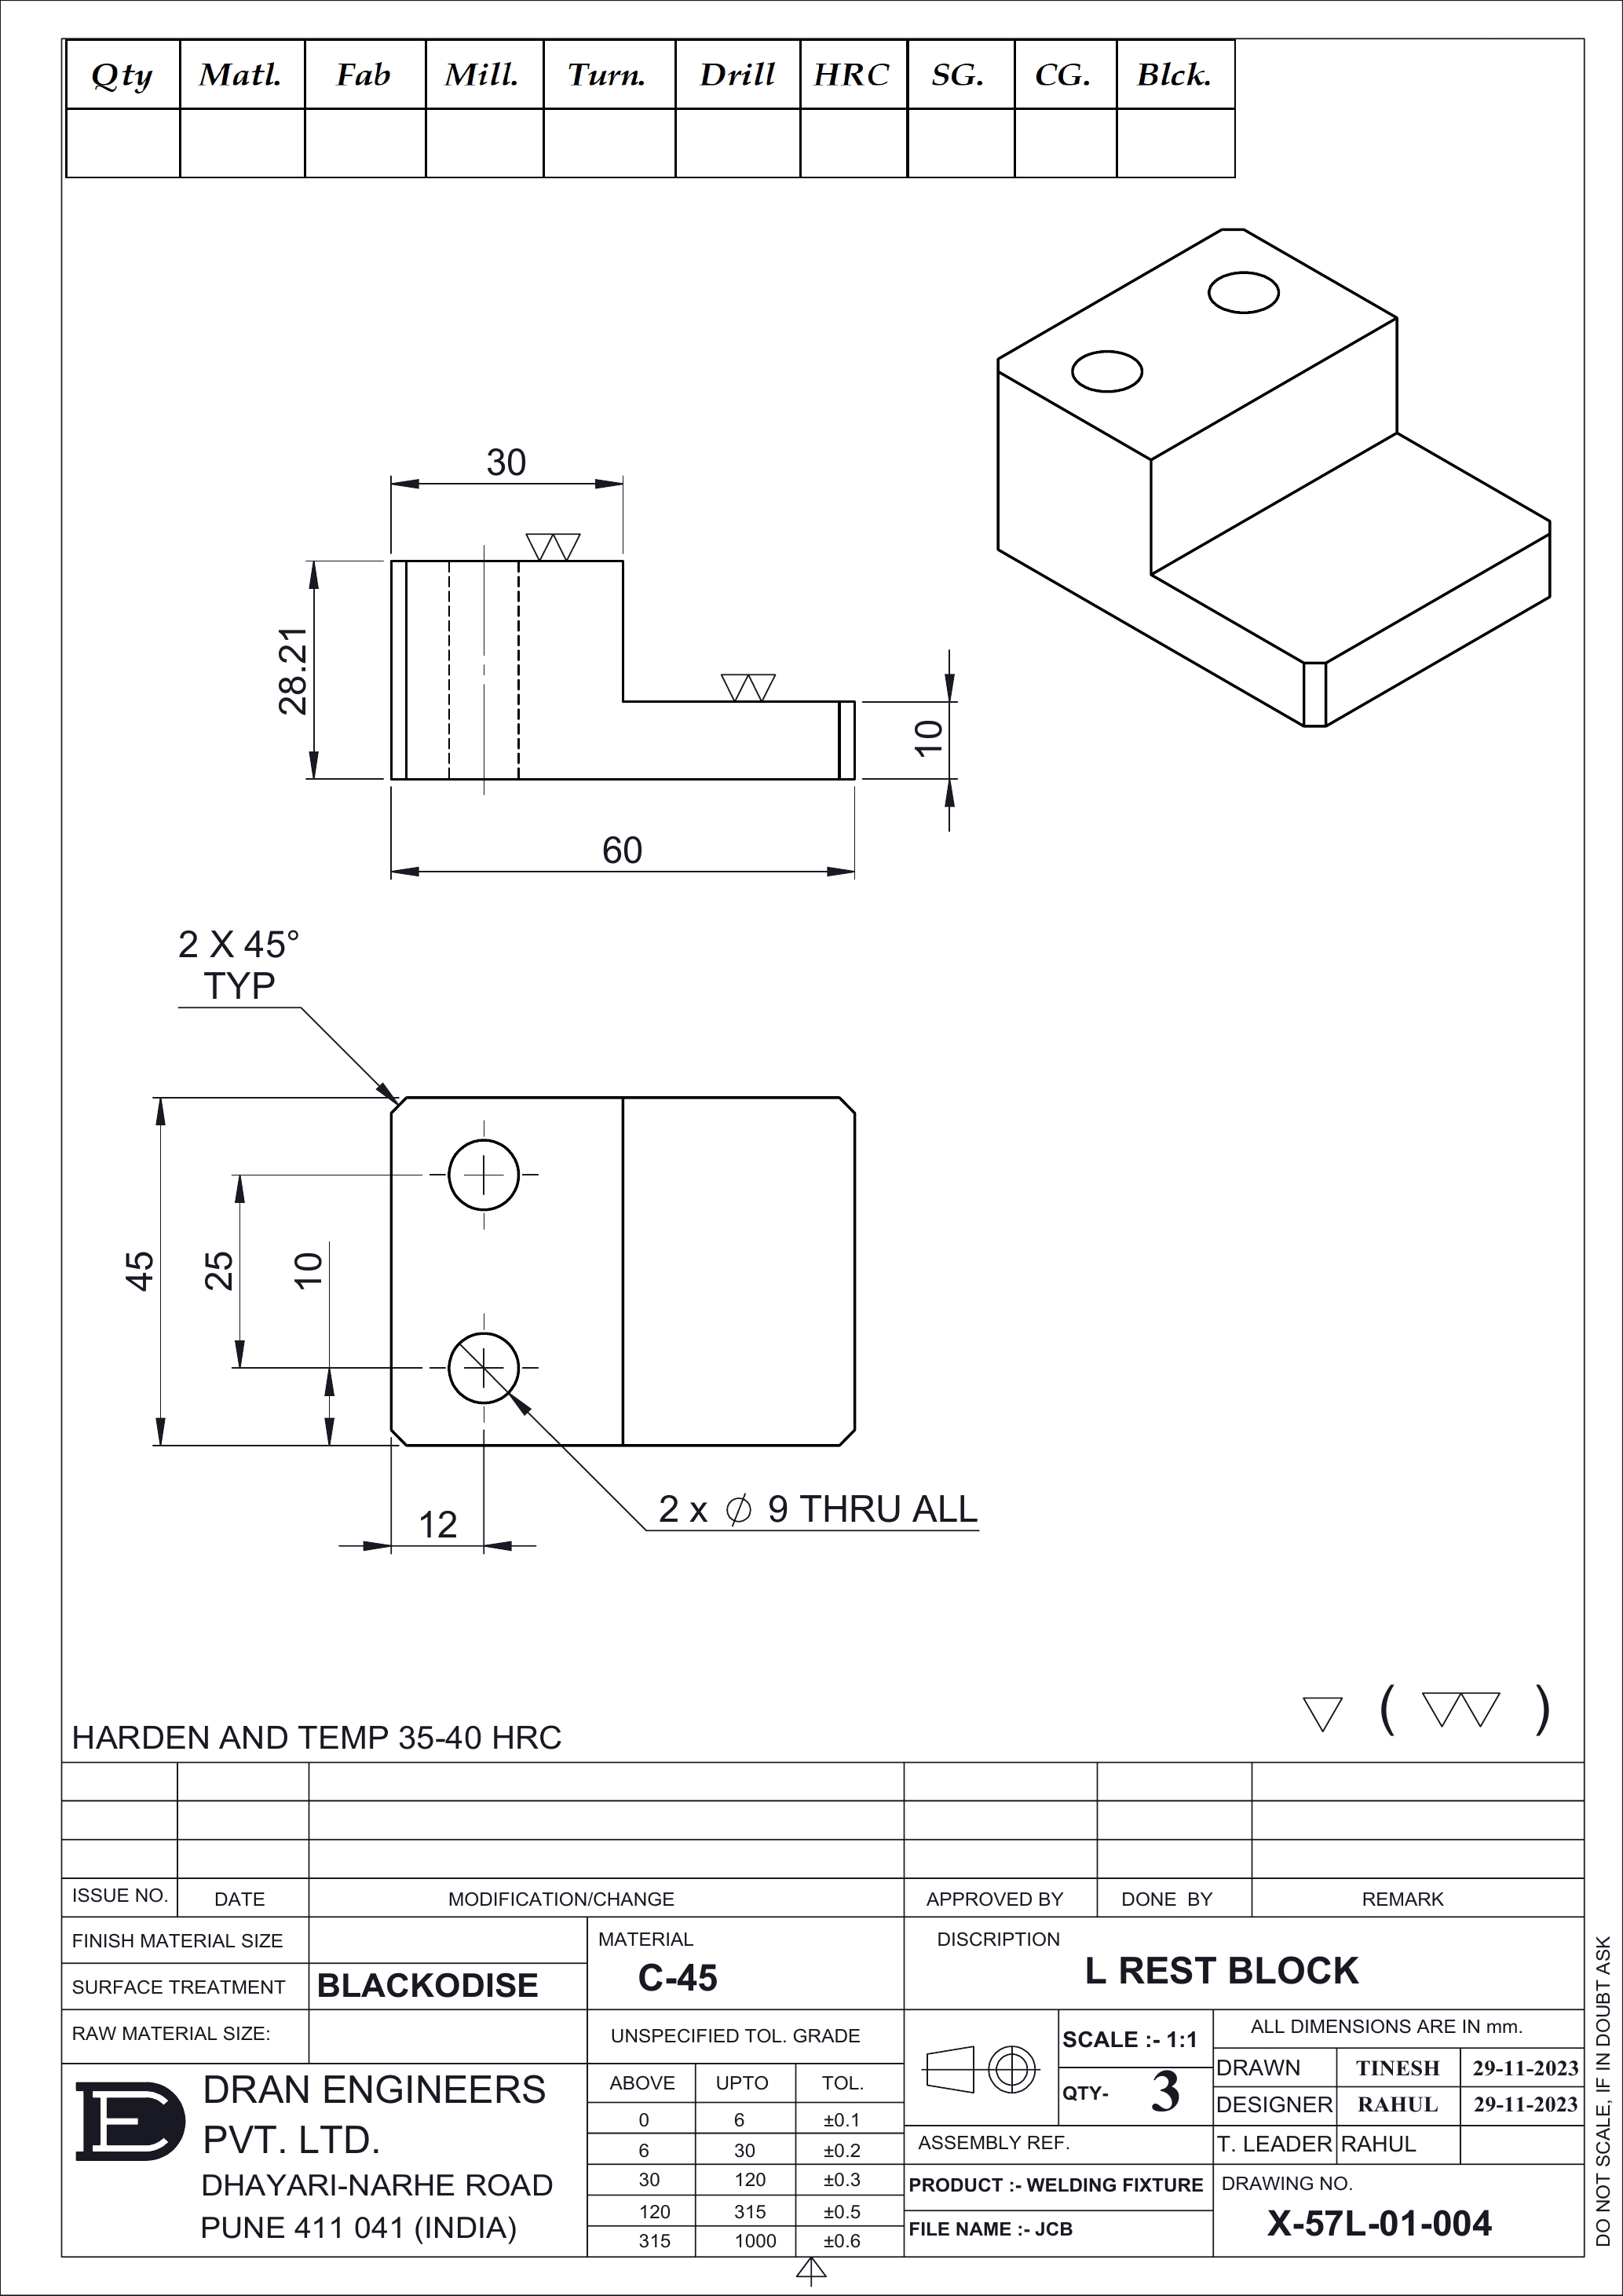 Qty Matl. Fab Mill. Turn. Drill HRC SG. CG. Blck.
30
28.21
10
60
2 X 45°
TYP
45
25
10
12
2 x ⌀ 9 THRU ALL
HARDEN AND TEMP 35-40 HRC
( )
ISSUE NO. DATE MODIFICATION/CHANGE APPROVED BY DONE BY REMARK
FINISH MATERIAL SIZE
SURFACE TREATMENT BLACKODISE
RAW MATERIAL SIZE:
MATERIAL
C-45
DISCRIPTION
L REST BLOCK
UNSPECIFIED TOL. GRADE
ABOVE UPTO TOL.
0 6 ±0.1
6 30 ±0.2
30 120 ±0.3
120 315 ±0.5
315 1000 ±0.6
SCALE :- 1:1
QTY- 3
ALL DIMENSIONS ARE IN mm.
DRAWN TINESH 29-11-2023
DESIGNER RAHUL 29-11-2023
T. LEADER RAHUL
ASSEMBLY REF.
PRODUCT :- WELDING FIXTURE
FILE NAME :- JCB
DRAWING NO.
X-57L-01-004
DE
DRAN ENGINEERS
PVT. LTD.
DHAYARI-NARHE ROAD
PUNE 411 041 (INDIA)
DO NOT SCALE, IF IN DOUBT ASK